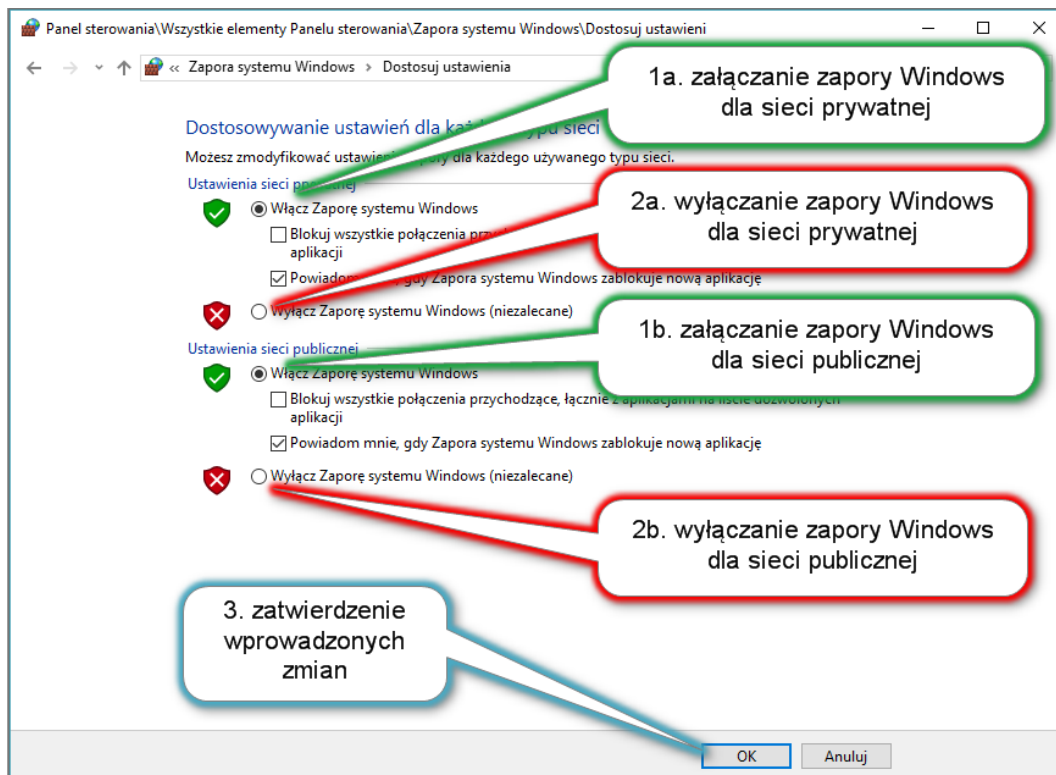 Panel sterowania\Wszystkie elementy Panelu sterowania\Zapora systemu Windows\Dostosuj ustawieni
« Zapora systemu Windows > Dostosuj ustawienia
1a. załączanie zapory Windows
dla sieci prywatnej
Dostosowywanie ustawień dla sieci
Możesz zmodyfikować dla każdego używanego typu sieci.
Ustawienia sieci
Włącz Zaporę systemu Windows
Blokuj wszystkie połączenia
aplikacji
Powiadom gdy Zapora systemu Windows zablokuje nową aplikację
2a. wyłączanie zapory Windows
dla sieci prywatnej
Wyłącz Zaporę systemu Windows (niezalecane)
Ustawienia sieci publicznej
1b. załączanie zapory Windows
dla sieci publicznej
Włącz Zaporę systemu Windows
Blokuj wszystkie połączenia przychodzące, łącznie z aplikacjami na liście dozwolonych
aplikacji
Powiadom mnie, gdy Zapora systemu Windows zablokuje nową aplikację
Wyłącz Zaporę systemu Windows (niezalecane)
2b. wyłączanie zapory Windows
dla sieci publicznej
3. zatwierdzenie
wprowadzonych
zmian
OK Anuluj